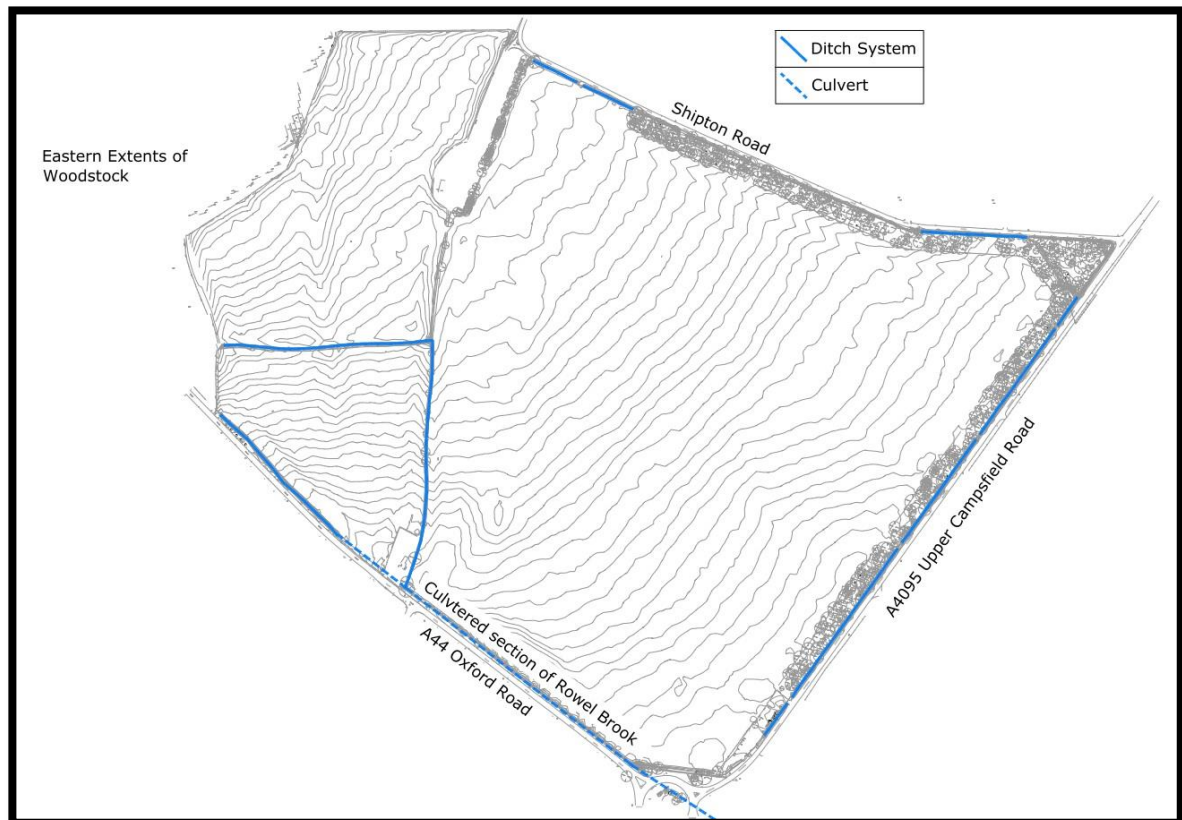 Ditch System
Culvert
Shipton Road
Eastern Extents of
Woodstock
A4095 Upper Campsfield Road
Culvtered section of Rowel Brook
A44 Oxford Road